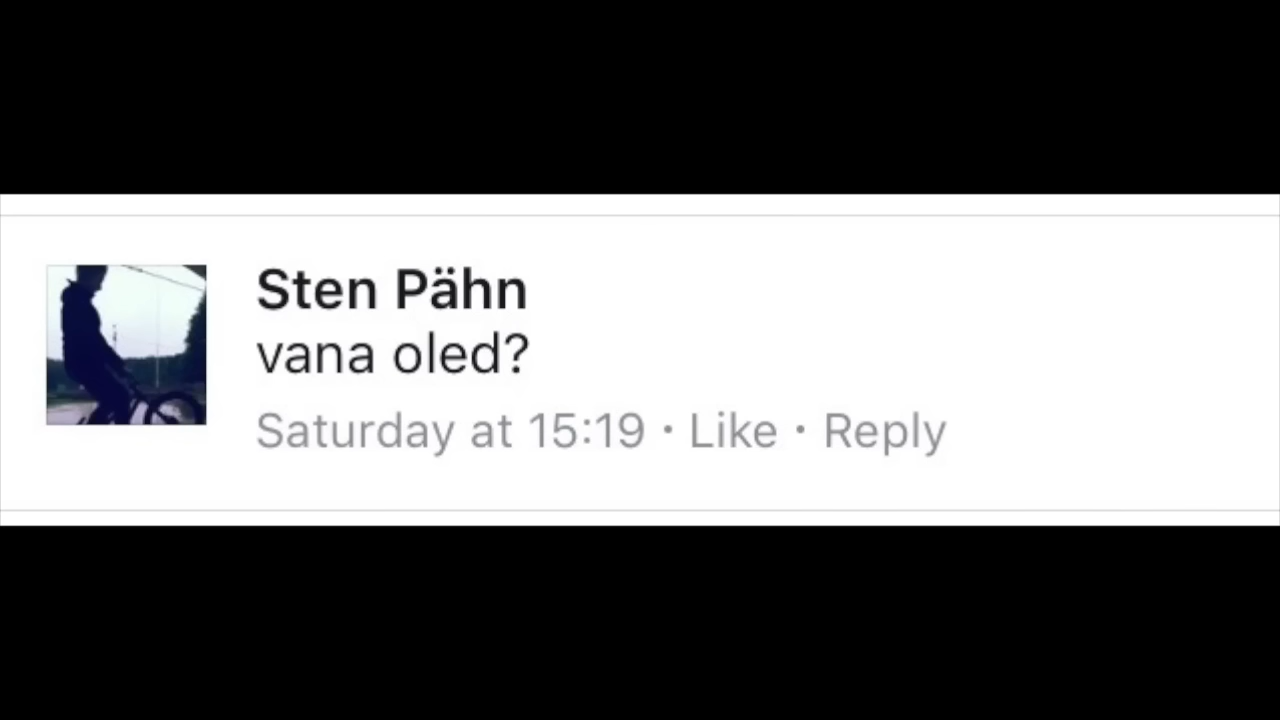 Sten Pähn
vana oled?
Saturday at 15:19 · Like · Reply